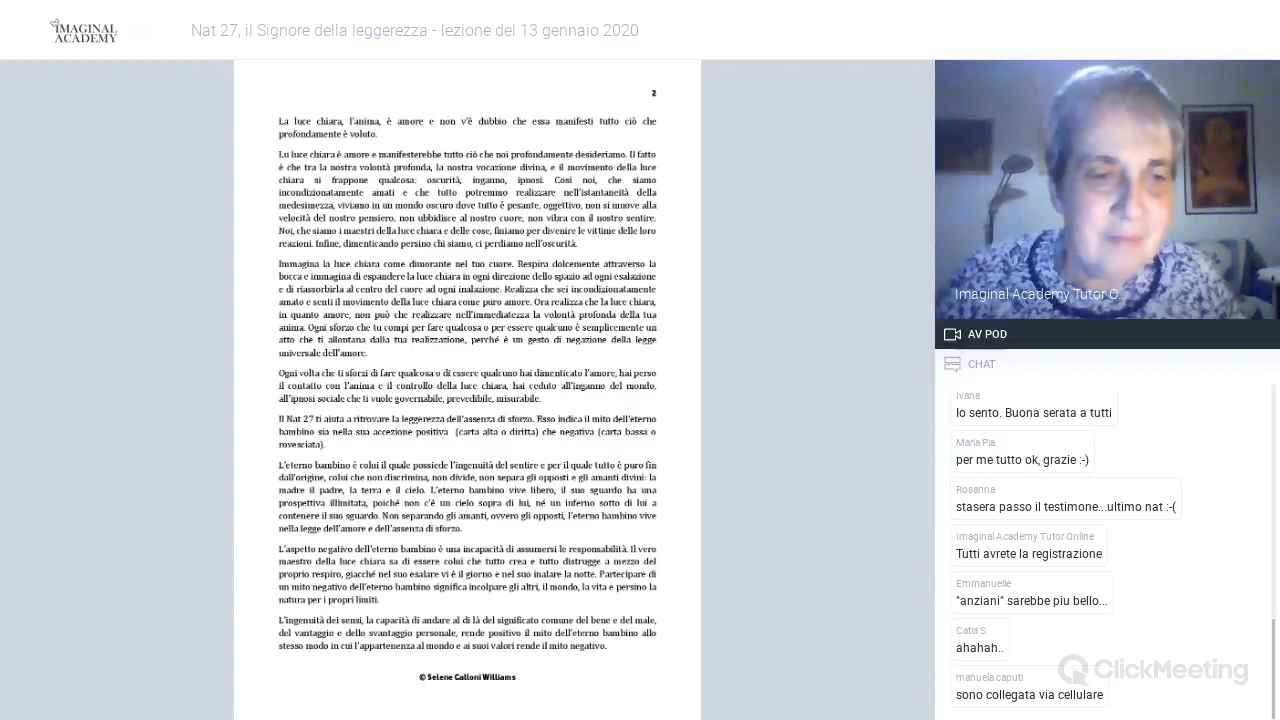 IMAGINAL
ACADEMY
Nat 27, il Signore della leggerezza - lezione del 13 gennaio 2020
2
La luce chiara, l'anima, è amore e non v'è dubbio che essa manifesti tutto ciò che
profondamente è voluto.
Lu luce chiara è amore e manifesterebbe tutto ciò che noi profondamente desideriamo. Il fatto
è che tra la nostra volontà profonda, la nostra vocazione divina, e il movimento della luce
chiara si frappone qualcosa: oscurità, inganno, ipnosi. Così noi, che siamo
incondizionatamente amati e che tutto potremmo realizzare nell'istantaneità della
medesimezza, viviamo in un mondo oscuro dove tutto è pesante, oggettivo, non si muove alla
velocità del nostro pensiero, non ubbidisce al nostro cuore, non vibra con il nostro sentire.
Noi, che siamo i maestri della luce chiara e delle cose, finiamo per divenire le vittime delle loro
reazioni. Infine, dimenticando persino chi siamo, ci perdiamo nell'oscurità.
Immagina la luce chiara come dimorante nel tuo cuore. Respira dolcemente attraverso la
bocca e immagina di espandere la luce chiara in ogni direzione dello spazio ad ogni esalazione
e di riassorbirla al centro del cuore ad ogni inalazione. Realizza che sei incondizionatamente
amato e senti il movimento della luce chiara come puro amore. Ora realizza che la luce chiara,
in quanto amore, non può che realizzare nell'immediatezza la volontà profonda della tua
anima. Ogni sforzo che tu compi per fare qualcosa o per essere qualcuno è semplicemente un
atto che ti allontana dalla tua realizzazione, perché è un gesto di negazione della legge
universale dell'amore.
Ogni volta che ti sforzi di fare qualcosa o di essere qualcuno hai dimenticato l'amore, hai perso
il contatto con l'anima e il controllo della luce chiara, hai ceduto all'inganno del mondo,
all'ipnosi sociale che ti vuole governabile, prevedibile, misurabile.
Il Nat 27 ti aiuta a ritrovare la leggerezza dell'assenza di sforzo. Esso indica il mito dell'eterno
bambino sia nella sua accezione positiva (carta alta o diritta) che negativa (carta bassa o
rovesciata).
L'eterno bambino è colui il quale possiede l'ingenuità del sentire e per il quale tutto è puro fin
dall'origine, colui che non discrimina, non divide, non separa gli opposti e gli amanti divini: la
madre il padre, la terra e il cielo. L'eterno bambino vive libero, il suo sguardo ha una
prospettiva illimitata, poiché non c'è un cielo sopra di lui, né un inferno sotto di lui a
contenere il suo sguardo. Non separando gli amanti, ovvero gli opposti, l'eterno bambino vive
nella legge dell'amore e dell'assenza di sforzo.
L'aspetto negativo dell'eterno bambino è una incapacità di assumersi le responsabilità. Il vero
maestro della luce chiara sa di essere colui che tutto crea e tutto distrugge a mezzo del
proprio respiro, giacché nel suo esalare vi è il giorno e nel suo inalare la notte. Partecipare di
un mito negativo dell'eterno bambino significa incolpare gli altri, il mondo, la vita e persino la
natura per i propri limiti.
L'ingenuità dei sensi, la capacità di andare al di là del significato comune del bene e del male,
del vantaggio e dello svantaggio personale, rende positivo il mito dell'eterno bambino allo
stesso modo in cui l'appartenenza al mondo e ai suoi valori rende il mito negativo.
© Selene Calloni Williams
Imaginal Academy Tutor O...
AV POD
CHAT
Ivana
Io sento. Buona serata a tutti
Maria Pia
per me tutto ok, grazie :-)
Rosanna
stasera passo il testimone...ultimo nat :-(
Imaginal Academy Tutor Online
Tutti avrete la registrazione
Emmanuelle
"anziani" sarebbe piu bello...
Catia S.
ahahah..
manuela caputi
sono collegata via cellulare
ClickMeeting